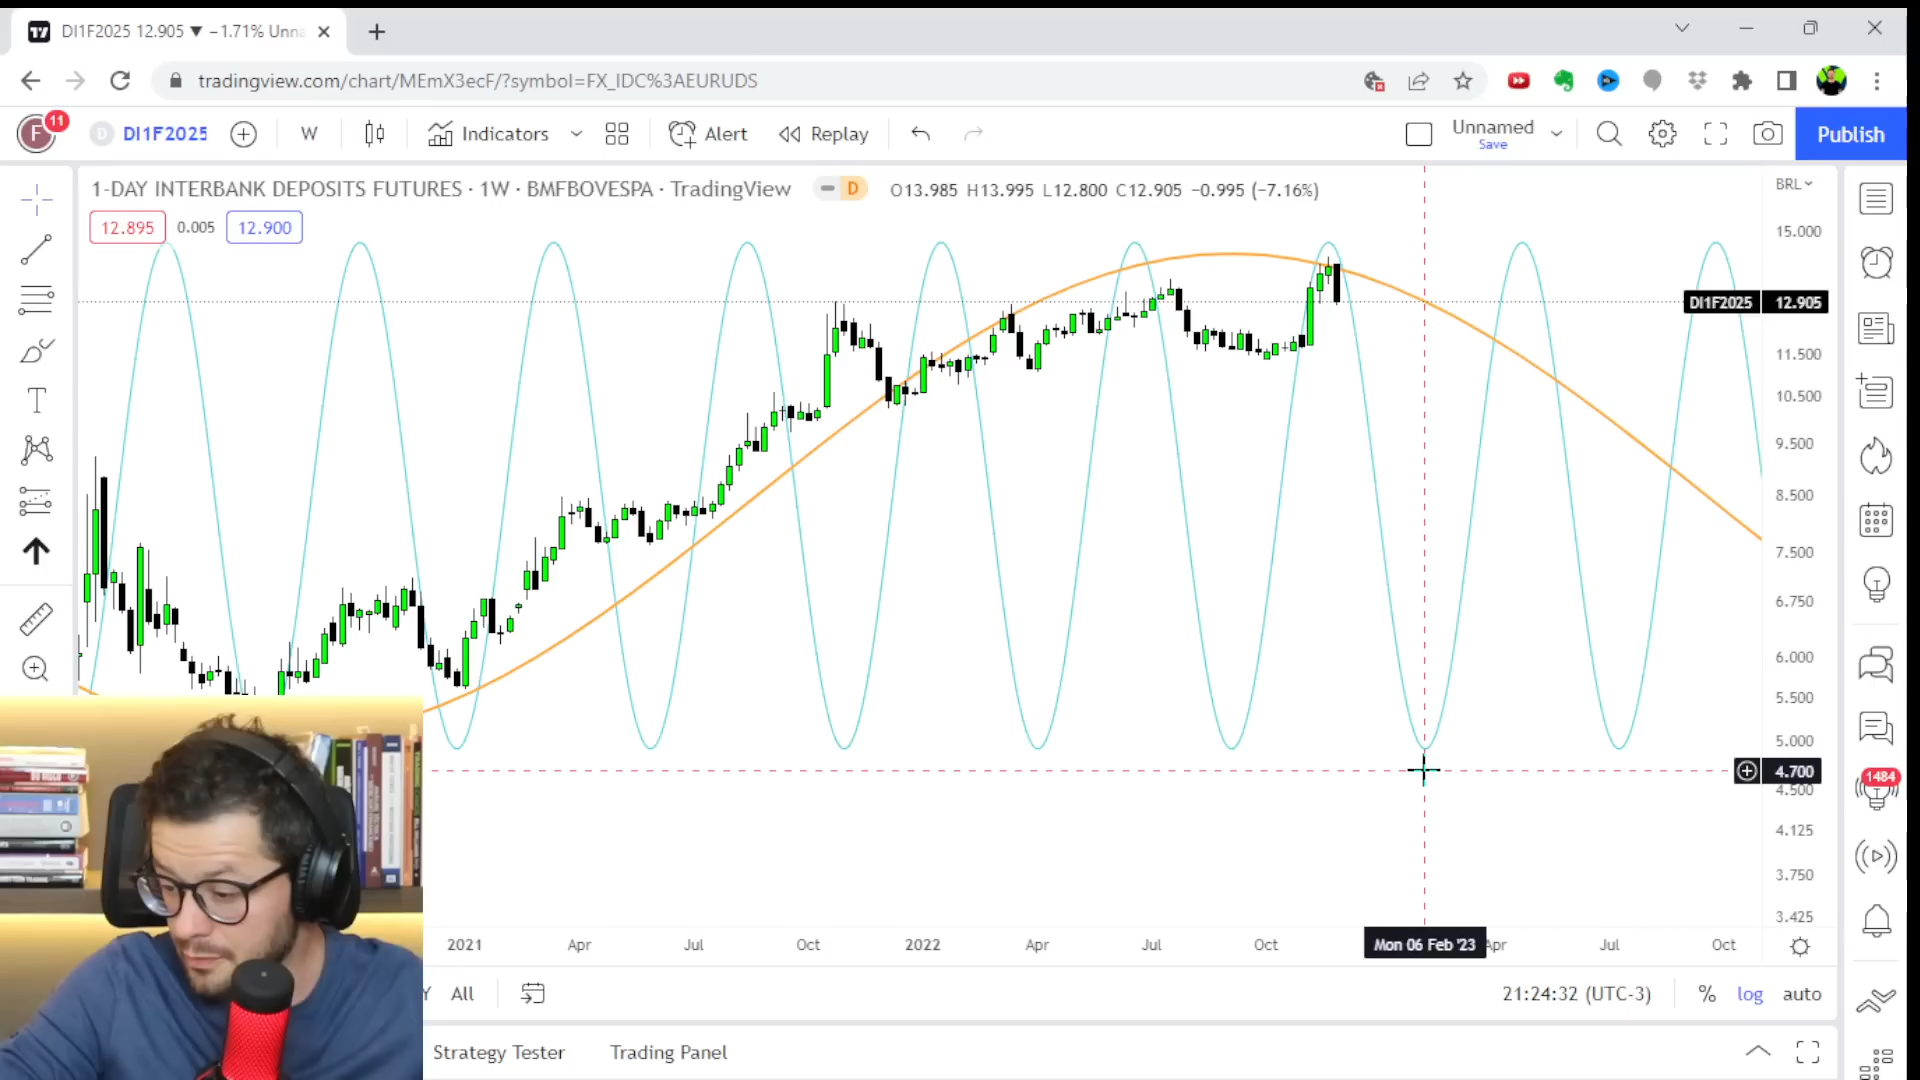 DI1F2025 12.905 ▼ −1.71% Unna
tradingview.com/chart/MEmX3ecF/?symbol=FX_IDC%3AEURUDS
F 11 D DI1F2025 W Indicators Alert Replay Unnamed Save Publish
1-DAY INTERBANK DEPOSITS FUTURES · 1W · BMFBOVESPA · TradingView D O13.985 H13.995 L12.800 C12.905 −0.995 (−7.16%) BRL
12.895 0.005 12.900
15.000
DI1F2025 12.905
11.500
10.500
9.500
8.500
7.500
6.750
6.000
5.500
5.000
4.700
4.500
1484
4.125
3.750
3.425
2021 Apr Jul Oct 2022 Apr Jul Oct Mon 06 Feb '23 Apr Jul Oct
Y All 21:24:32 (UTC-3) % log auto
Strategy Tester Trading Panel